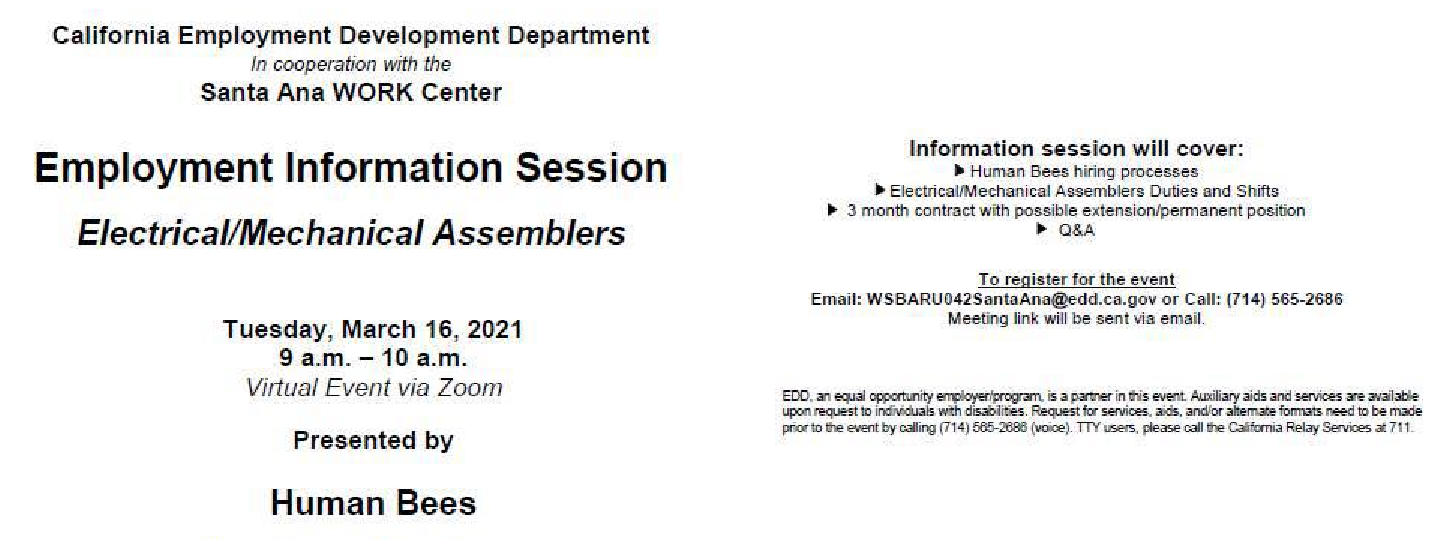 California Employment Development Department
In cooperation with the
Santa Ana WORK Center
Employment Information Session
Electrical/Mechanical Assemblers
Tuesday, March 16, 2021
9 a.m. – 10 a.m.
Virtual Event via Zoom
Presented by
Human Bees
Information session will cover:
▶ Human Bees hiring processes
▶ Electrical/Mechanical Assemblers Duties and Shifts
▶ 3 month contract with possible extension/permanent position
▶ Q&A
To register for the event
Email: WSBARU042SantaAna@edd.ca.gov or Call: (714) 565-2686
Meeting link will be sent via email.
EDD, an equal opportunity employer/program, is a partner in this event. Auxiliary aids and services are available
upon request to individuals with disabilities. Request for services, aids, and/or alternate formats need to be made
prior to the event by calling (714) 565-2686 (voice). TTY users, please call the California Relay Services at 711.